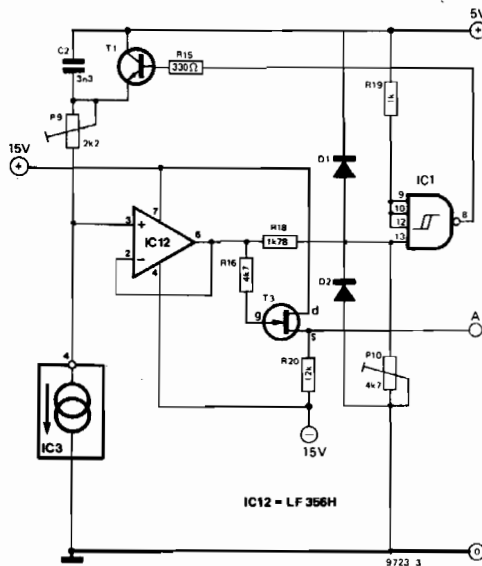 5V
+
C2
3n3
T1
R15
330Ω
R19
1k
P9
2k2
15V
+
D1
IC1
9
10
12
13
8
7
3
+
2
−
6
4
IC12
R18
1k78
R16
4k7
D2
T3
g
d
s
A
R20
12k
P10
4k7
4
IC3
−
15V
IC12 = LF 356H
9723 3
0